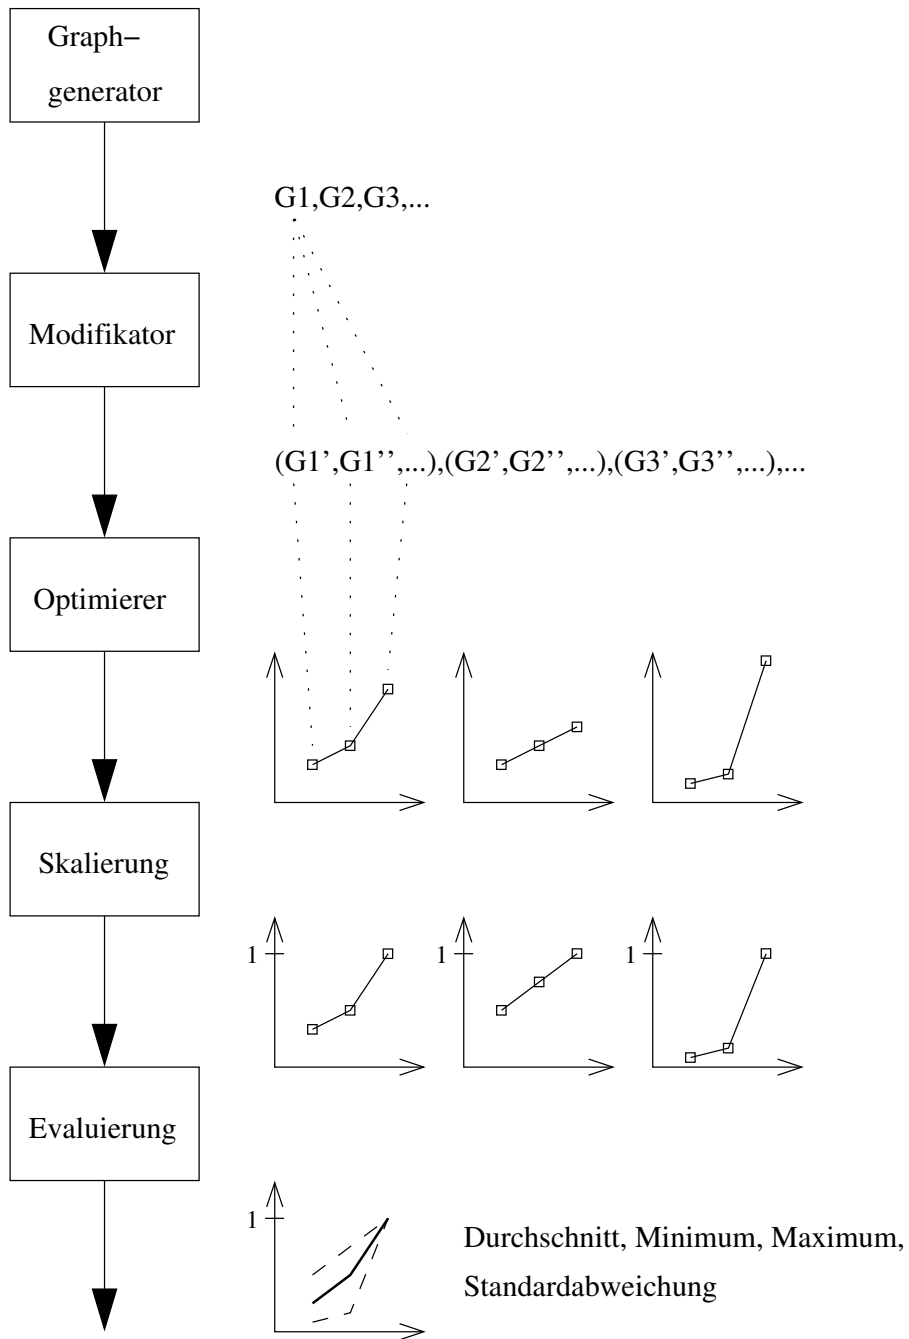 Graph–
generator
G1,G2,G3,...
Modifikator
(G1’,G1’’,...),(G2’,G2’’,...),(G3’,G3’’,...),...
Optimierer
Skalierung
1
1
1
Evaluierung
1
Durchschnitt, Minimum, Maximum,
Standardabweichung